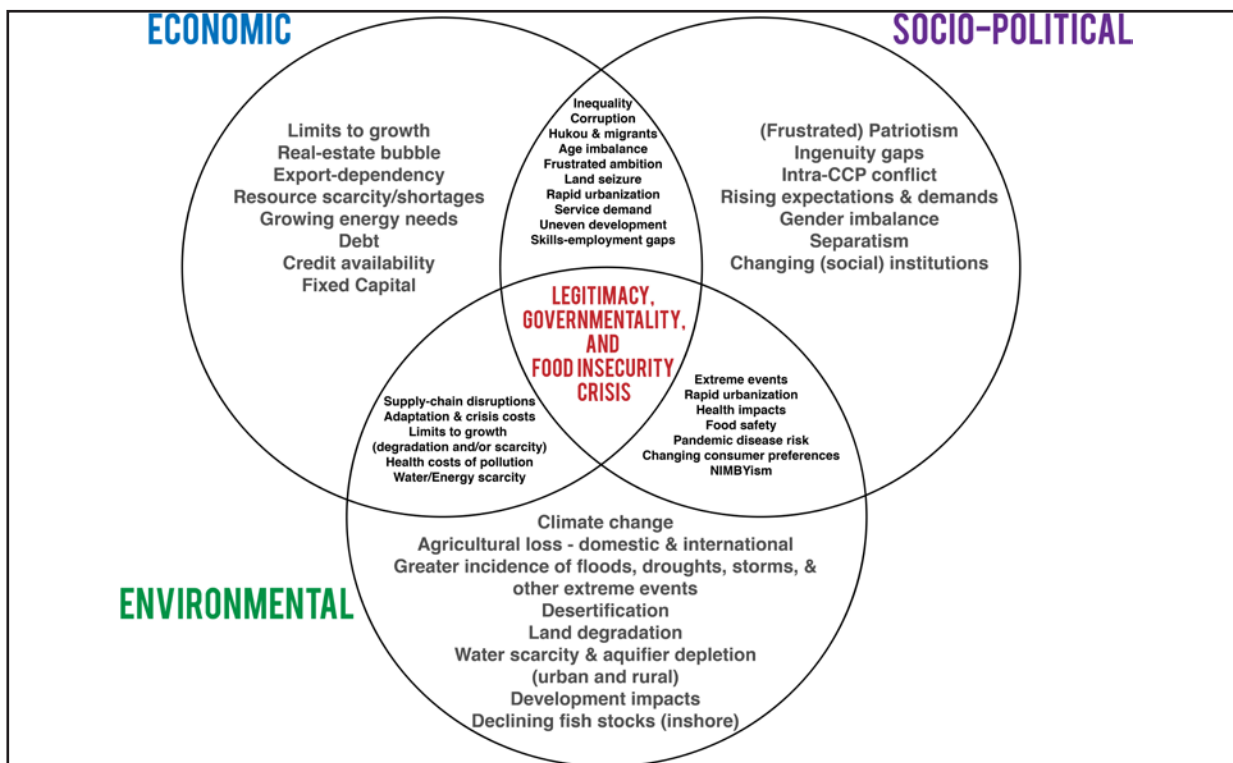 ECONOMIC
SOCIO-POLITICAL
Limits to growth
Real-estate bubble
Export-dependency
Resource scarcity/shortages
Growing energy needs
Debt
Credit availability
Fixed Capital
Inequality
Corruption
Hukou & migrants
Age imbalance
Frustrated ambition
Land seizure
Rapid urbanization
Service demand
Uneven development
Skills-employment gaps
(Frustrated) Patriotism
Ingenuity gaps
Intra-CCP conflict
Rising expectations & demands
Gender imbalance
Separatism
Changing (social) institutions
LEGITIMACY,
GOVERNMENTALITY,
AND
FOOD INSECURITY
CRISIS
Supply-chain disruptions
Adaptation & crisis costs
Limits to growth
(degradation and/or scarcity)
Health costs of pollution
Water/Energy scarcity
Extreme events
Rapid urbanization
Health impacts
Food safety
Pandemic disease risk
Changing consumer preferences
NIMBYism
ENVIRONMENTAL
Climate change
Agricultural loss - domestic & international
Greater incidence of floods, droughts, storms, &
other extreme events
Desertification
Land degradation
Water scarcity & aquifier depletion
(urban and rural)
Development impacts
Declining fish stocks (inshore)